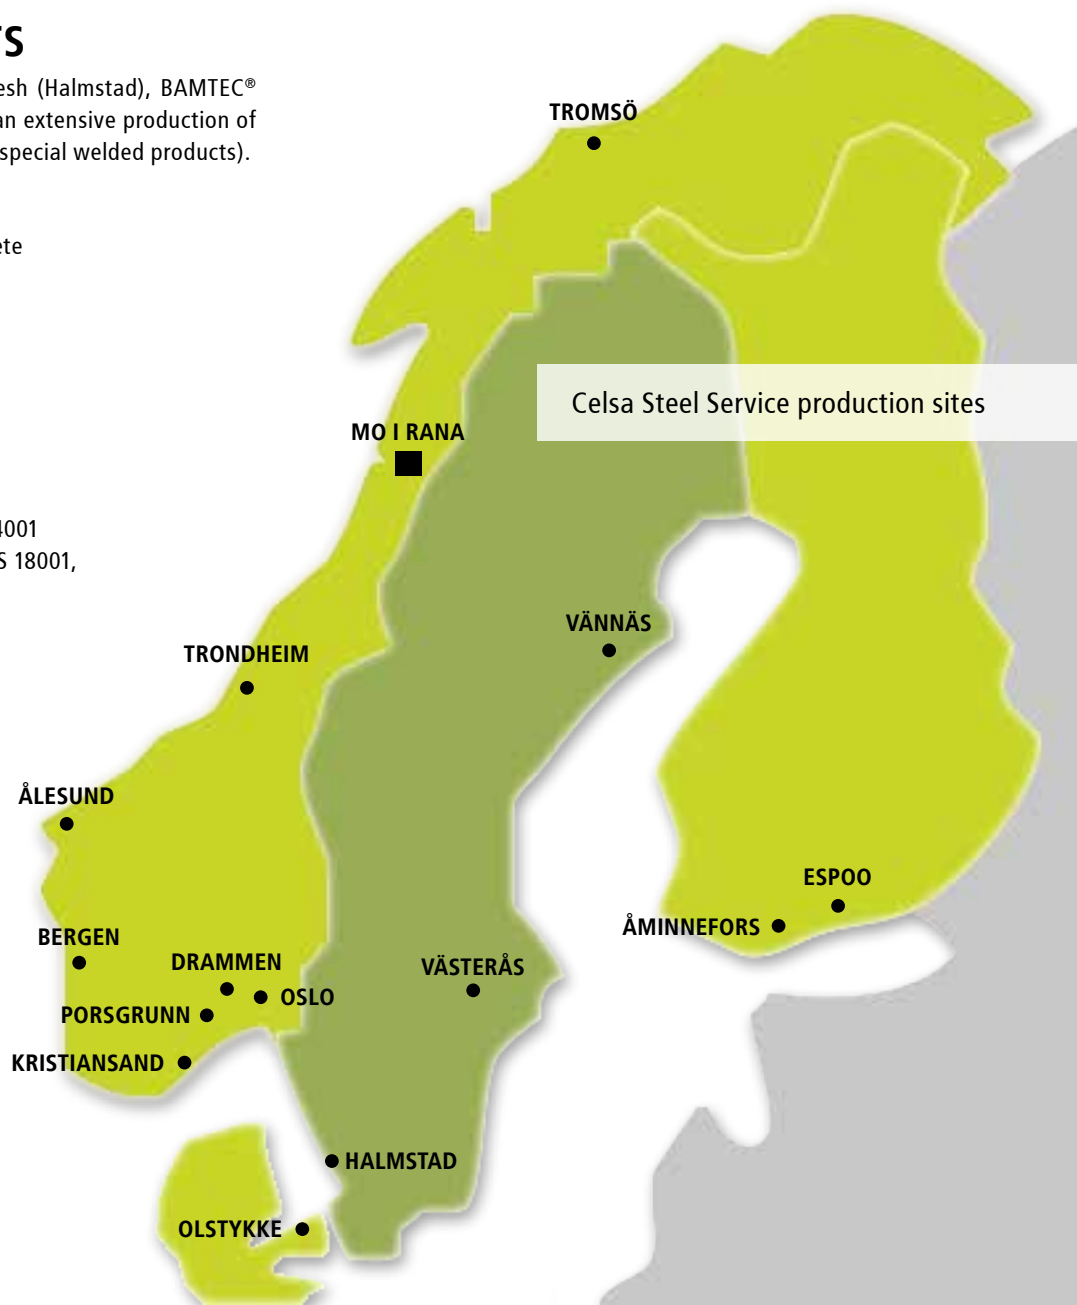 esh (Halmstad), BAMTEC®
an extensive production of
special welded products).
ete
4001
S 18001,
TROMSÖ
Celsa Steel Service production sites
MO I RANA
VÄNNÄS
TRONDHEIM
ÅLESUND
ESPOO
ÅMINNEFORS
BERGEN
DRAMMEN
VÄSTERÅS
OSLO
PORSGRUNN
KRISTIANSAND
HALMSTAD
OLSTYKKE